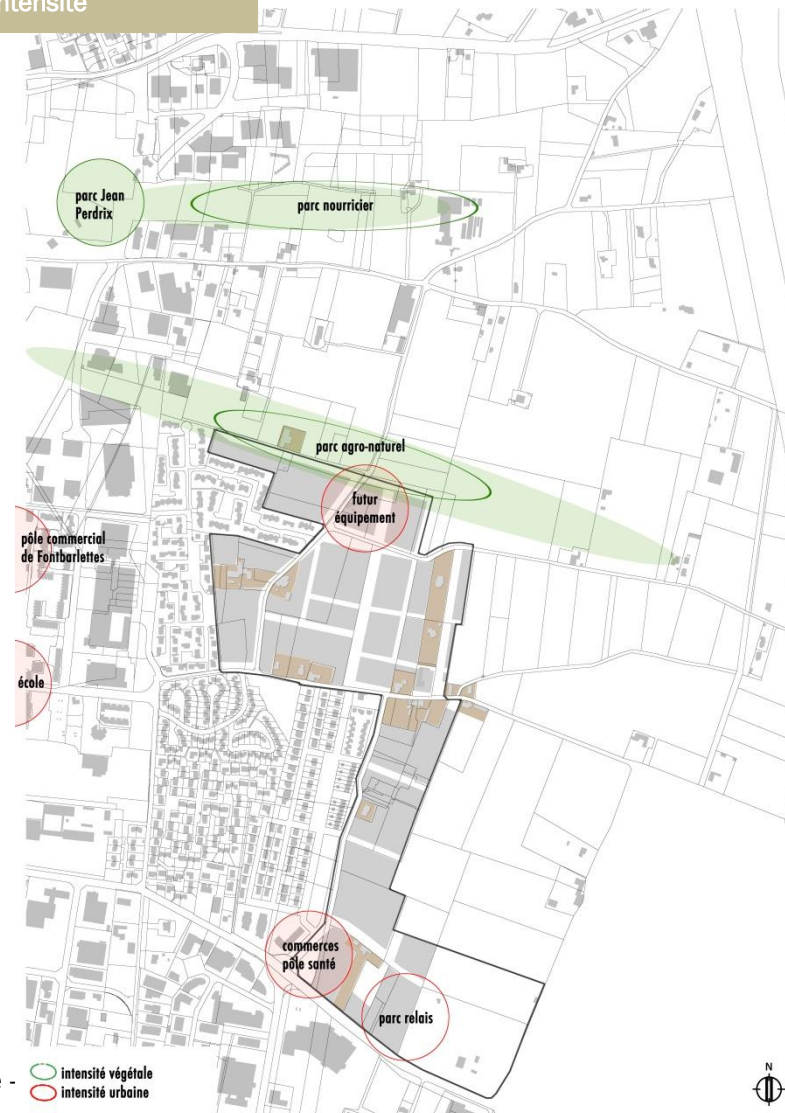 intensité
parc Jean
Perdrix
parc nourricier
parc agro-naturel
futur
équipement
pôle commercial
de Fontbarlettes
école
commerces
pôle santé
parc relais
intensité végétale
intensité urbaine
N